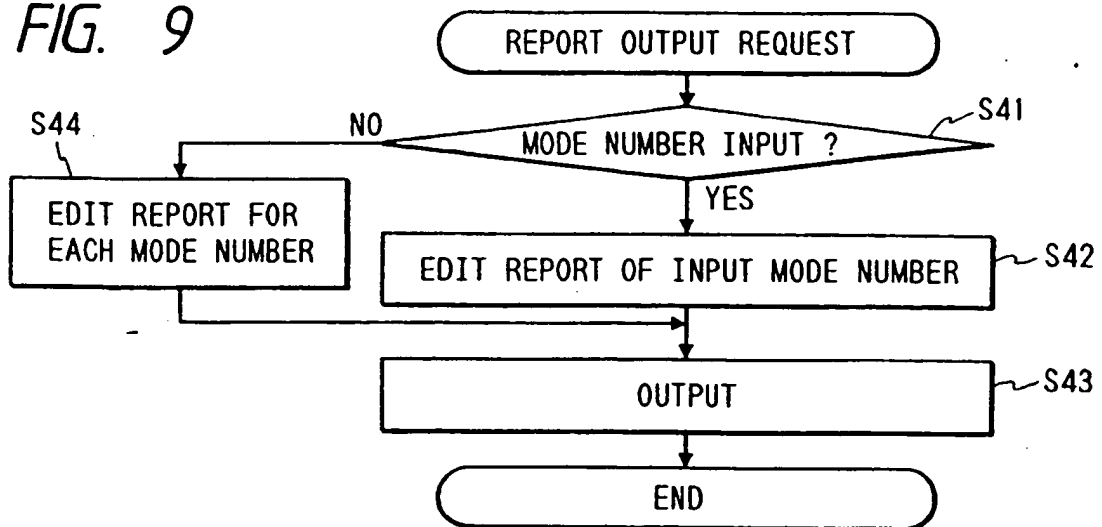 FIG. 9
REPORT OUTPUT REQUEST
S41
MODE NUMBER INPUT ?
NO
YES
S44
EDIT REPORT FOR
EACH MODE NUMBER
EDIT REPORT OF INPUT MODE NUMBER
S42
OUTPUT
S43
END